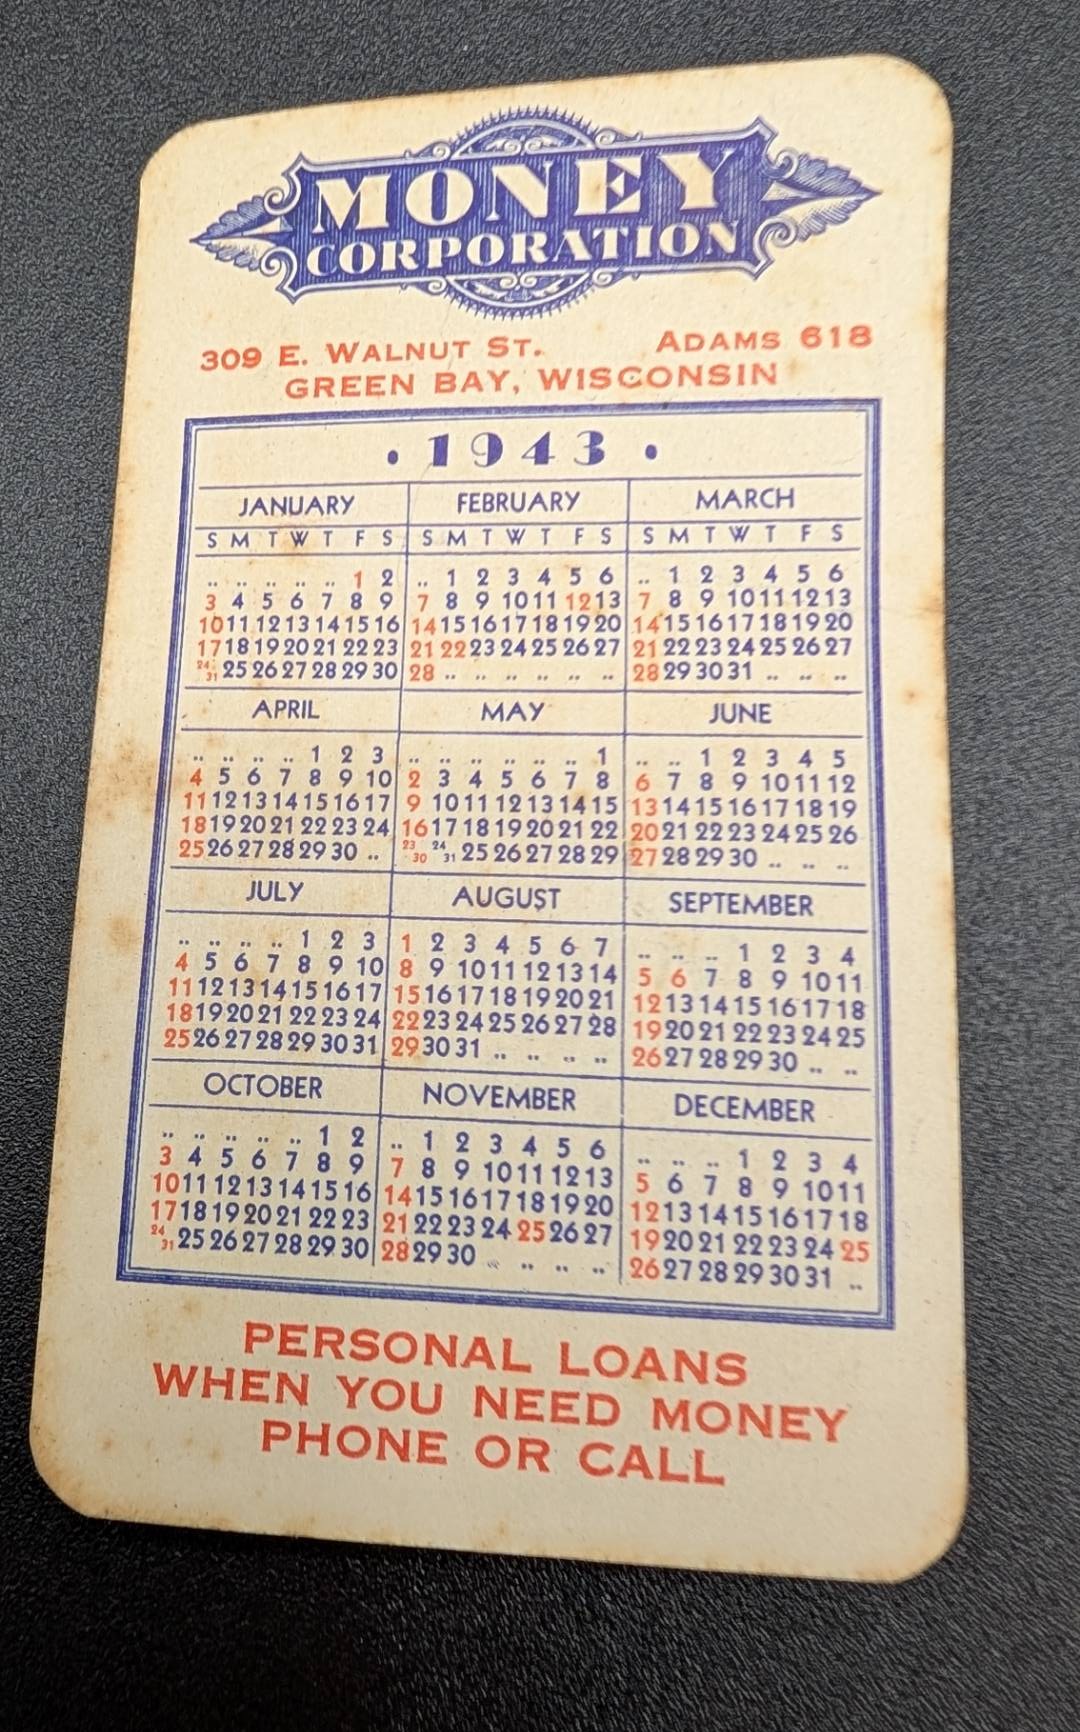 MONEY
CORPORATION
309 E. WALNUT ST. ADAMS 618
GREEN BAY, WISCONSIN
• 1943 •
JANUARY FEBRUARY MARCH
S M T W T F S S M T W T F S S M T W T F S
.. .. .. .. .. 1 2 .. 1 2 3 4 5 6 .. 1 2 3 4 5 6
3 4 5 6 7 8 9 7 8 9 10 11 12 13 7 8 9 10 11 12 13
10 11 12 13 14 15 16 14 15 16 17 18 19 20 14 15 16 17 18 19 20
17 18 19 20 21 22 23 21 22 23 24 25 26 27 21 22 23 24 25 26 27
24/31 25 26 27 28 29 30 28 .. .. .. .. .. .. 28 29 30 31 .. .. ..
APRIL MAY JUNE
.. .. .. .. 1 2 3 .. .. .. .. .. .. 1 .. .. 1 2 3 4 5
4 5 6 7 8 9 10 2 3 4 5 6 7 8 6 7 8 9 10 11 12
11 12 13 14 15 16 17 9 10 11 12 13 14 15 13 14 15 16 17 18 19
18 19 20 21 22 23 24 16 17 18 19 20 21 22 20 21 22 23 24 25 26
25 26 27 28 29 30 .. 23/30 24/31 25 26 27 28 29 27 28 29 30 .. .. ..
JULY AUGUST SEPTEMBER
.. .. .. .. 1 2 3 1 2 3 4 5 6 7 .. .. .. 1 2 3 4
4 5 6 7 8 9 10 8 9 10 11 12 13 14 5 6 7 8 9 10 11
11 12 13 14 15 16 17 15 16 17 18 19 20 21 12 13 14 15 16 17 18
18 19 20 21 22 23 24 22 23 24 25 26 27 28 19 20 21 22 23 24 25
25 26 27 28 29 30 31 29 30 31 .. .. .. .. 26 27 28 29 30 .. ..
OCTOBER NOVEMBER DECEMBER
.. .. .. .. .. 1 2 .. 1 2 3 4 5 6 .. .. .. 1 2 3 4
3 4 5 6 7 8 9 7 8 9 10 11 12 13 5 6 7 8 9 10 11
10 11 12 13 14 15 16 14 15 16 17 18 19 20 12 13 14 15 16 17 18
17 18 19 20 21 22 23 21 22 23 24 25 26 27 19 20 21 22 23 24 25
24/31 25 26 27 28 29 30 28 29 30 .. .. .. .. 26 27 28 29 30 31 ..
PERSONAL LOANS
WHEN YOU NEED MONEY
PHONE OR CALL